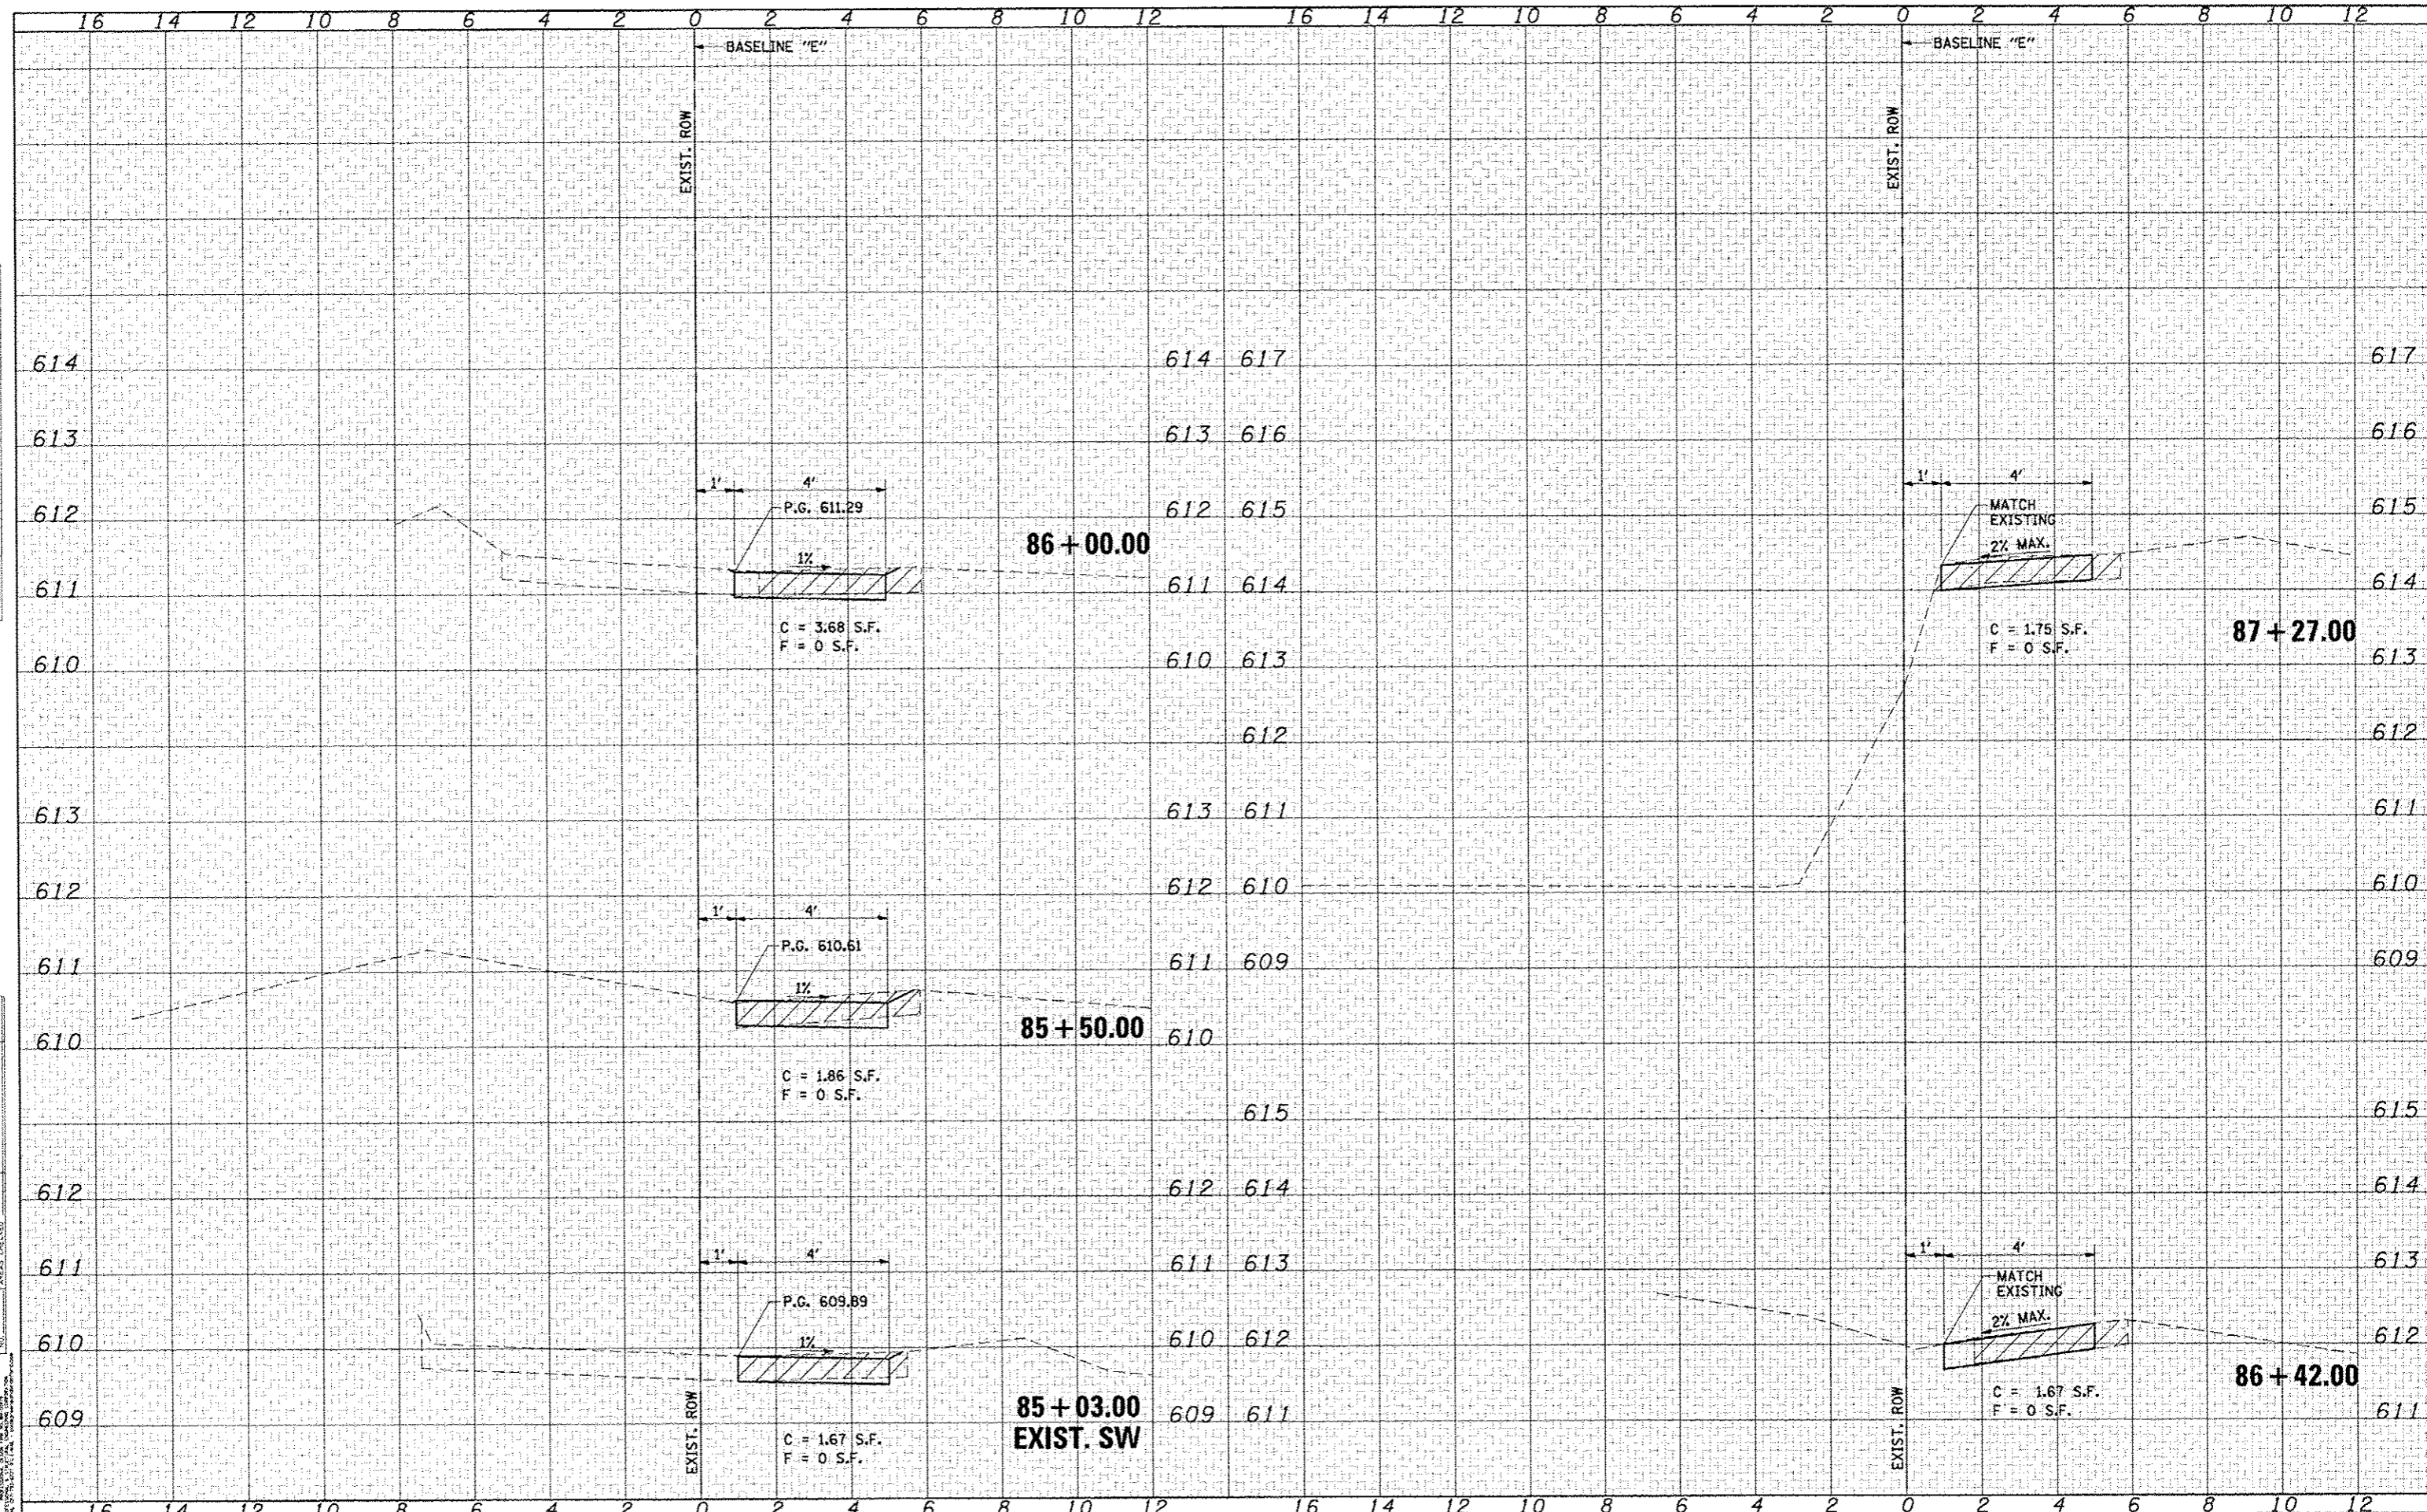 16 14 12 10 8 6 4 2 0 2 4 6 8 10 12 16 14 12 10 8 6 4 2 0 2 4 6 8 10 12
BASELINE "E"
EXIST. ROW
614 614
613 613
1' 4'
612 612
P.G. 611.29
86+00.00
1%
611 611
C = 3.68 S.F.
F = 0 S.F.
610 610
613 613
612 612
1' 4'
P.G. 610.61
611 611
1%
85+50.00
610 610
C = 1.86 S.F.
F = 0 S.F.
612 612
1' 4'
611 611
P.G. 609.89
610 610
1%
85+03.00
EXIST. SW
609 609
EXIST. ROW
C = 1.67 S.F.
F = 0 S.F.
BASELINE "E"
EXIST. ROW
617 617
616 616
1' 4'
615 615
MATCH
EXISTING
2% MAX.
614 614
C = 1.75 S.F.
F = 0 S.F.
87+27.00
613 613
612 612
611 611
610 610
609 609
615 615
614 614
1' 4'
613 613
MATCH
EXISTING
2% MAX.
612 612
86+42.00
C = 1.67 S.F.
F = 0 S.F.
611 611
EXIST. ROW
16 14 12 10 8 6 4 2 0 2 4 6 8 10 12 16 14 12 10 8 6 4 2 0 2 4 6 8 10 12